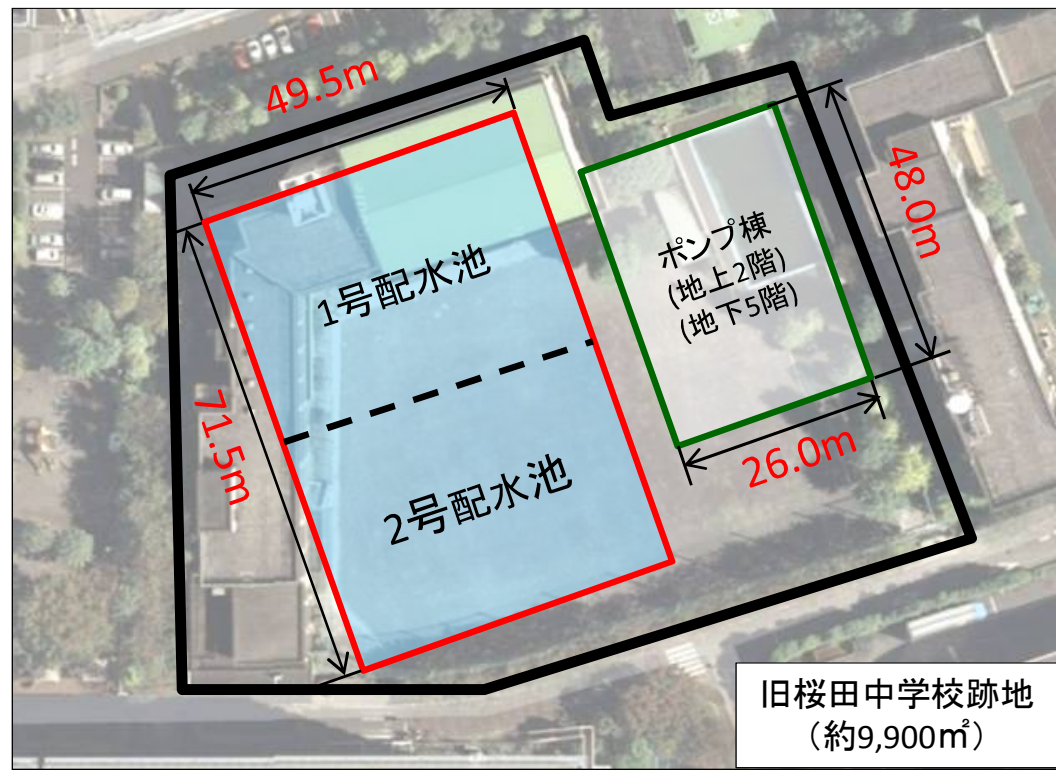 49.5m
71.5m
1号配水池
2号配水池
ポンプ棟
(地上2階)
(地下5階)
48.0m
26.0m
旧桜田中学校跡地
（約9,900㎡）